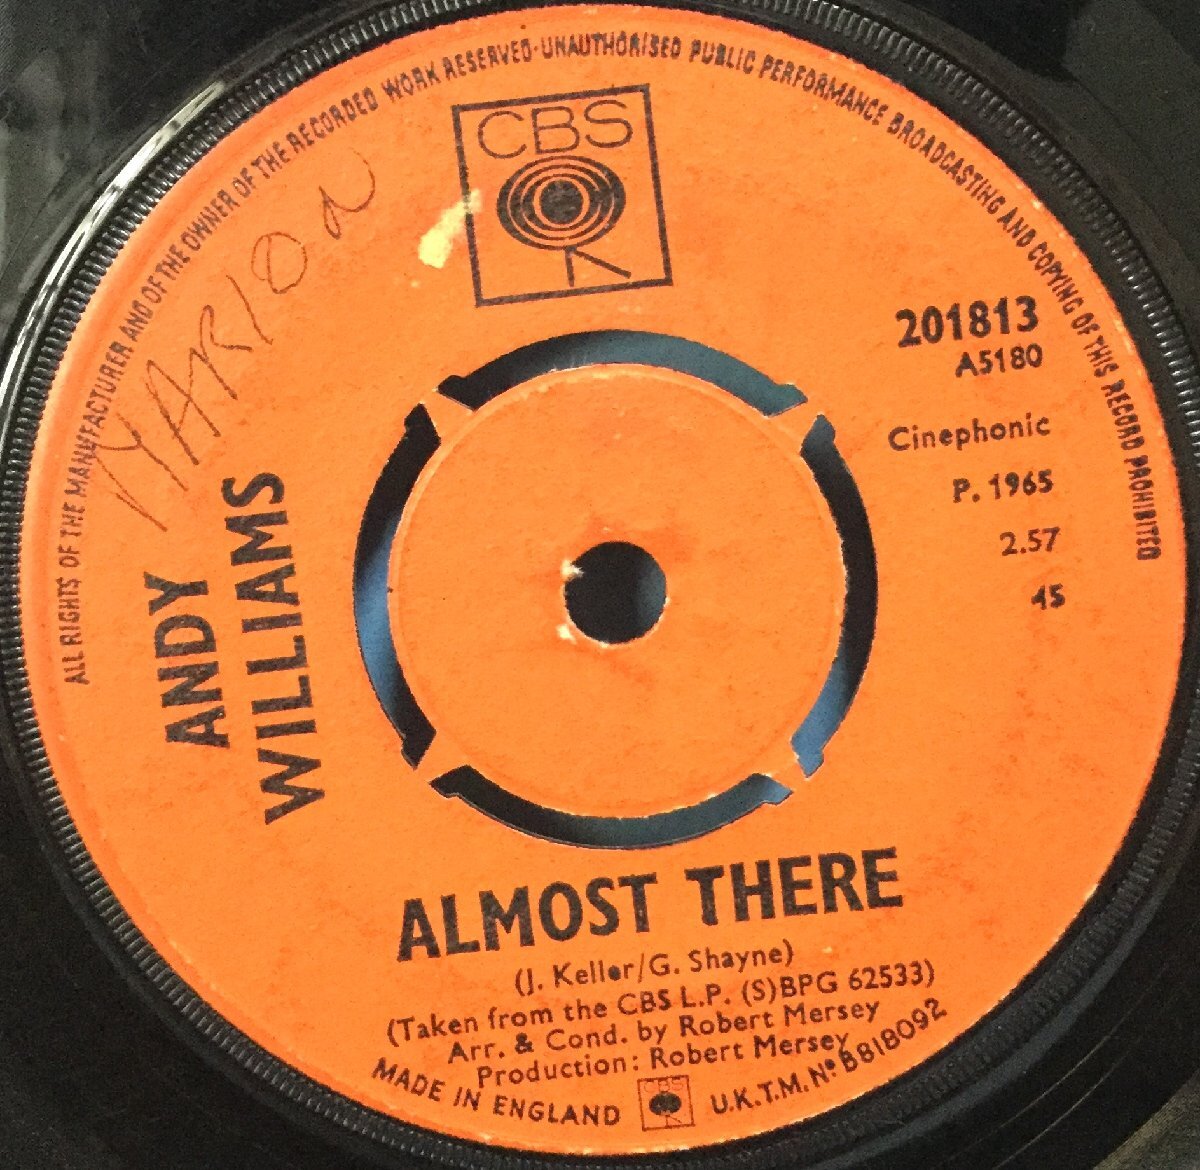 ALL RIGHTS OF THE MANUFACTURER AND OF THE OWNER OF THE RECORDED WORK RESERVED·UNAUTHORISED PUBLIC PERFORMANCE BROADCASTING AND COPYING OF THIS RECORD PROHIBITED
CBS
MARION
201813
A5180
Cinephonic
P. 1965
2.57
45
ANDY
WILLIAMS
ALMOST THERE
(J. Keller/G. Shayne)
(Taken from the CBS L.P. (S)BPG 62533)
Arr. & Cond. by Robert Mersey
Production: Robert Mersey
MADE IN ENGLAND CBS U.K.T.M. Nº B818092